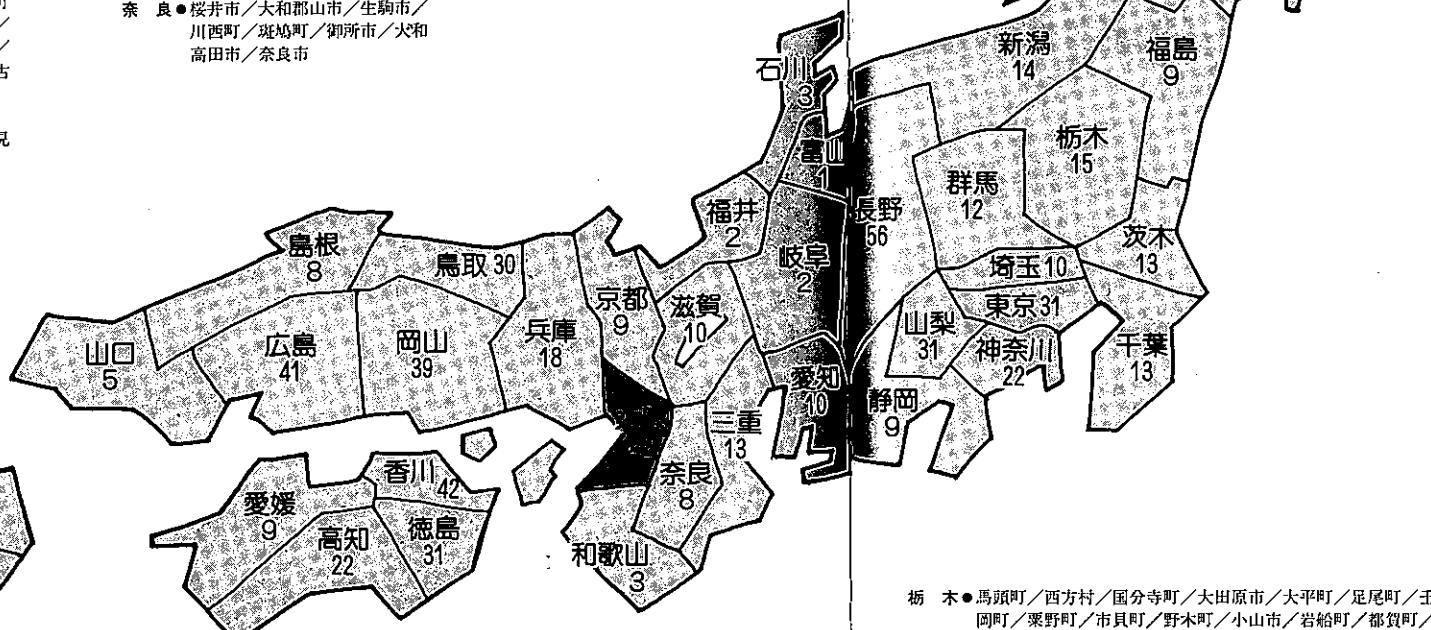 奈 良●桜井市／大和郡山市／生駒市／
川西町／斑鳩町／御所市／大和
高田市／奈良市
古
見
石川
3
新潟
14
福島
9
富山
1
栃木
15
群馬
12
福井
2
長野
56
茨木
13
島根
8
鳥取 30
岐阜
2
埼玉 10
京都
9
滋賀
10
東京 31
山梨
31
山口
5
広島
41
岡山
39
兵庫
18
神奈川
22
千葉
13
愛知
10
静岡
9
三重
13
奈良
8
香川
42
愛媛
9
高知
22
徳島
31
和歌山
3
栃 木●馬頭町／西方村／国分寺町／大田原市／大平町／足尾町／壬
岡町／粟野町／市貝町／野木町／小山市／岩船町／都賀町／